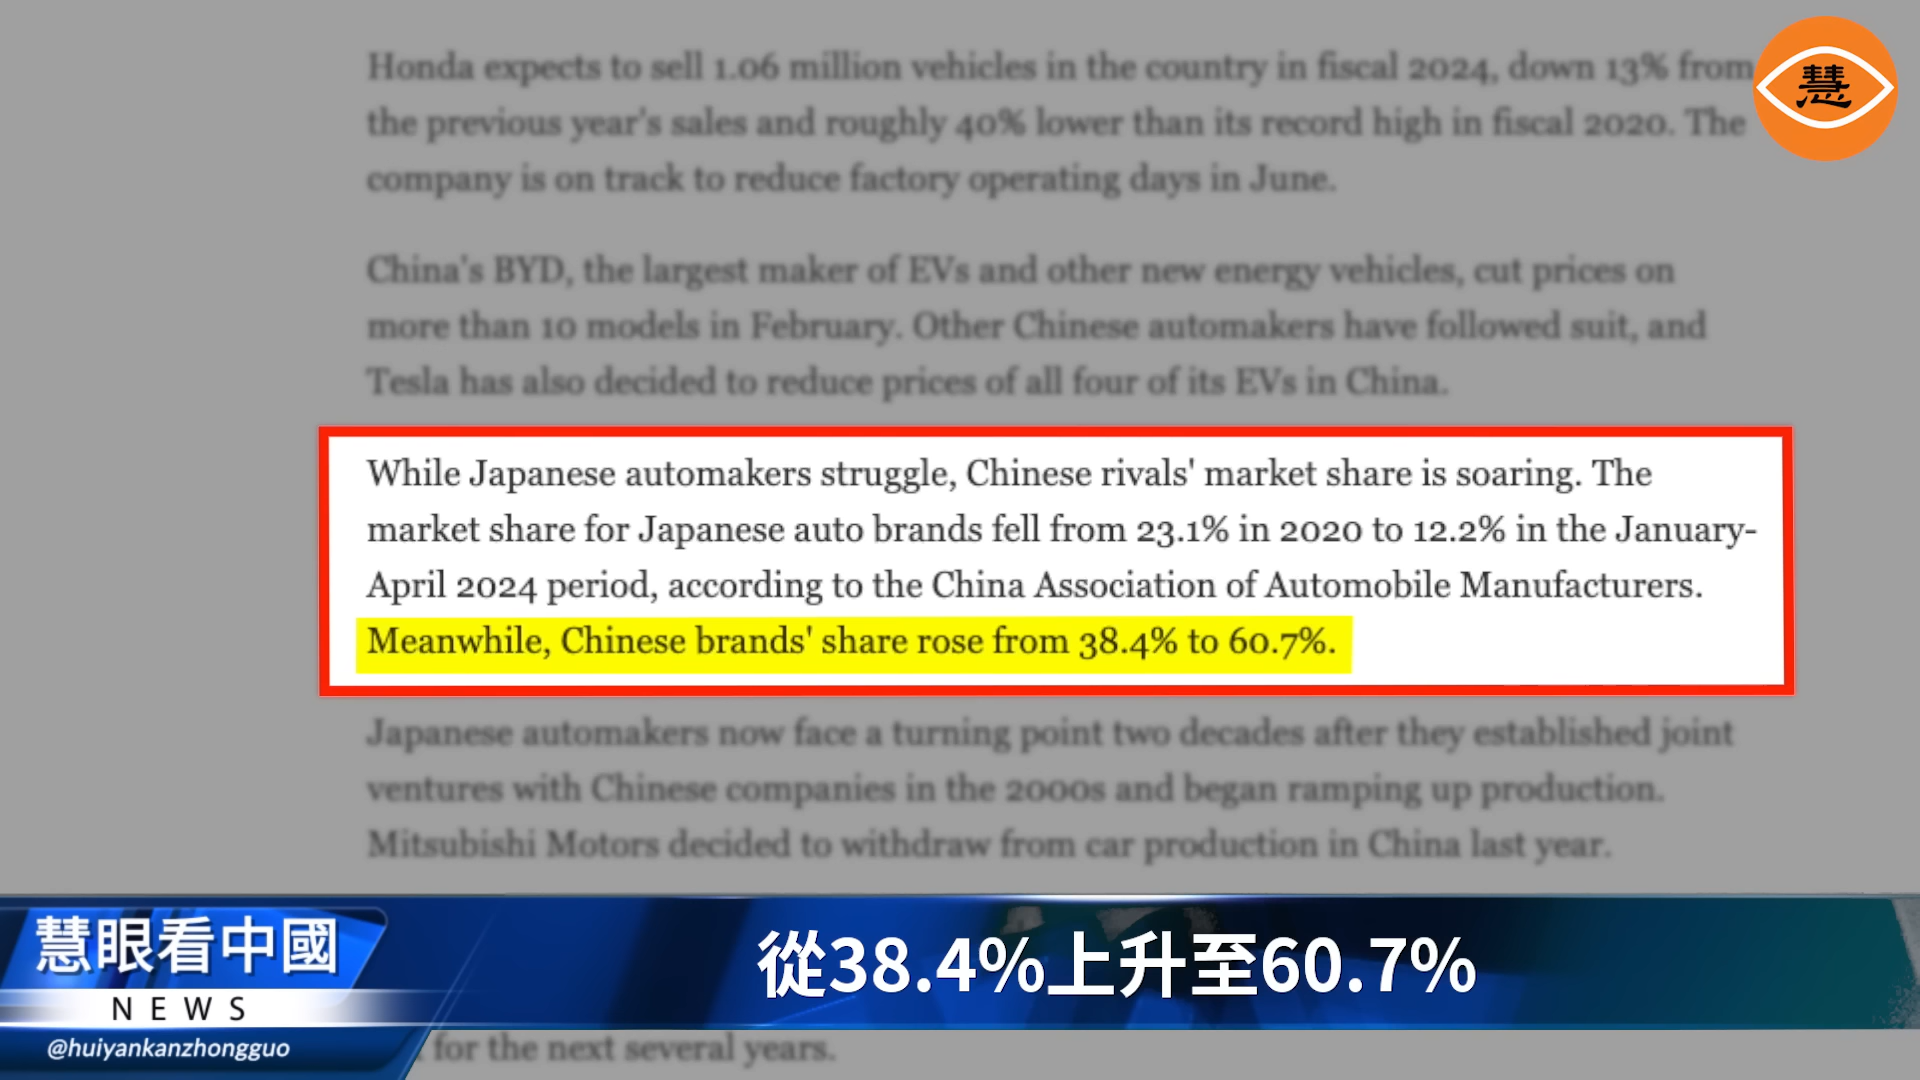 Honda expects to sell 1.06 million vehicles in the country in fiscal 2024, down 13% from
the previous year's sales and roughly 40% lower than its record high in fiscal 2020. The
company is on track to reduce factory operating days in June.
慧
China's BYD, the largest maker of EVs and other new energy vehicles, cut prices on
more than 10 models in February. Other Chinese automakers have followed suit, and
Tesla has also decided to reduce prices of all four of its EVs in China.
While Japanese automakers struggle, Chinese rivals' market share is soaring. The
market share for Japanese auto brands fell from 23.1% in 2020 to 12.2% in the January-
April 2024 period, according to the China Association of Automobile Manufacturers.
Meanwhile, Chinese brands' share rose from 38.4% to 60.7%.
Japanese automakers now face a turning point two decades after they established joint
ventures with Chinese companies in the 2000s and began ramping up production.
Mitsubishi Motors decided to withdraw from car production in China last year.
慧眼看中國
NEWS
@huiyankanzhongguo
從38.4%上升至60.7%
for the next several years.